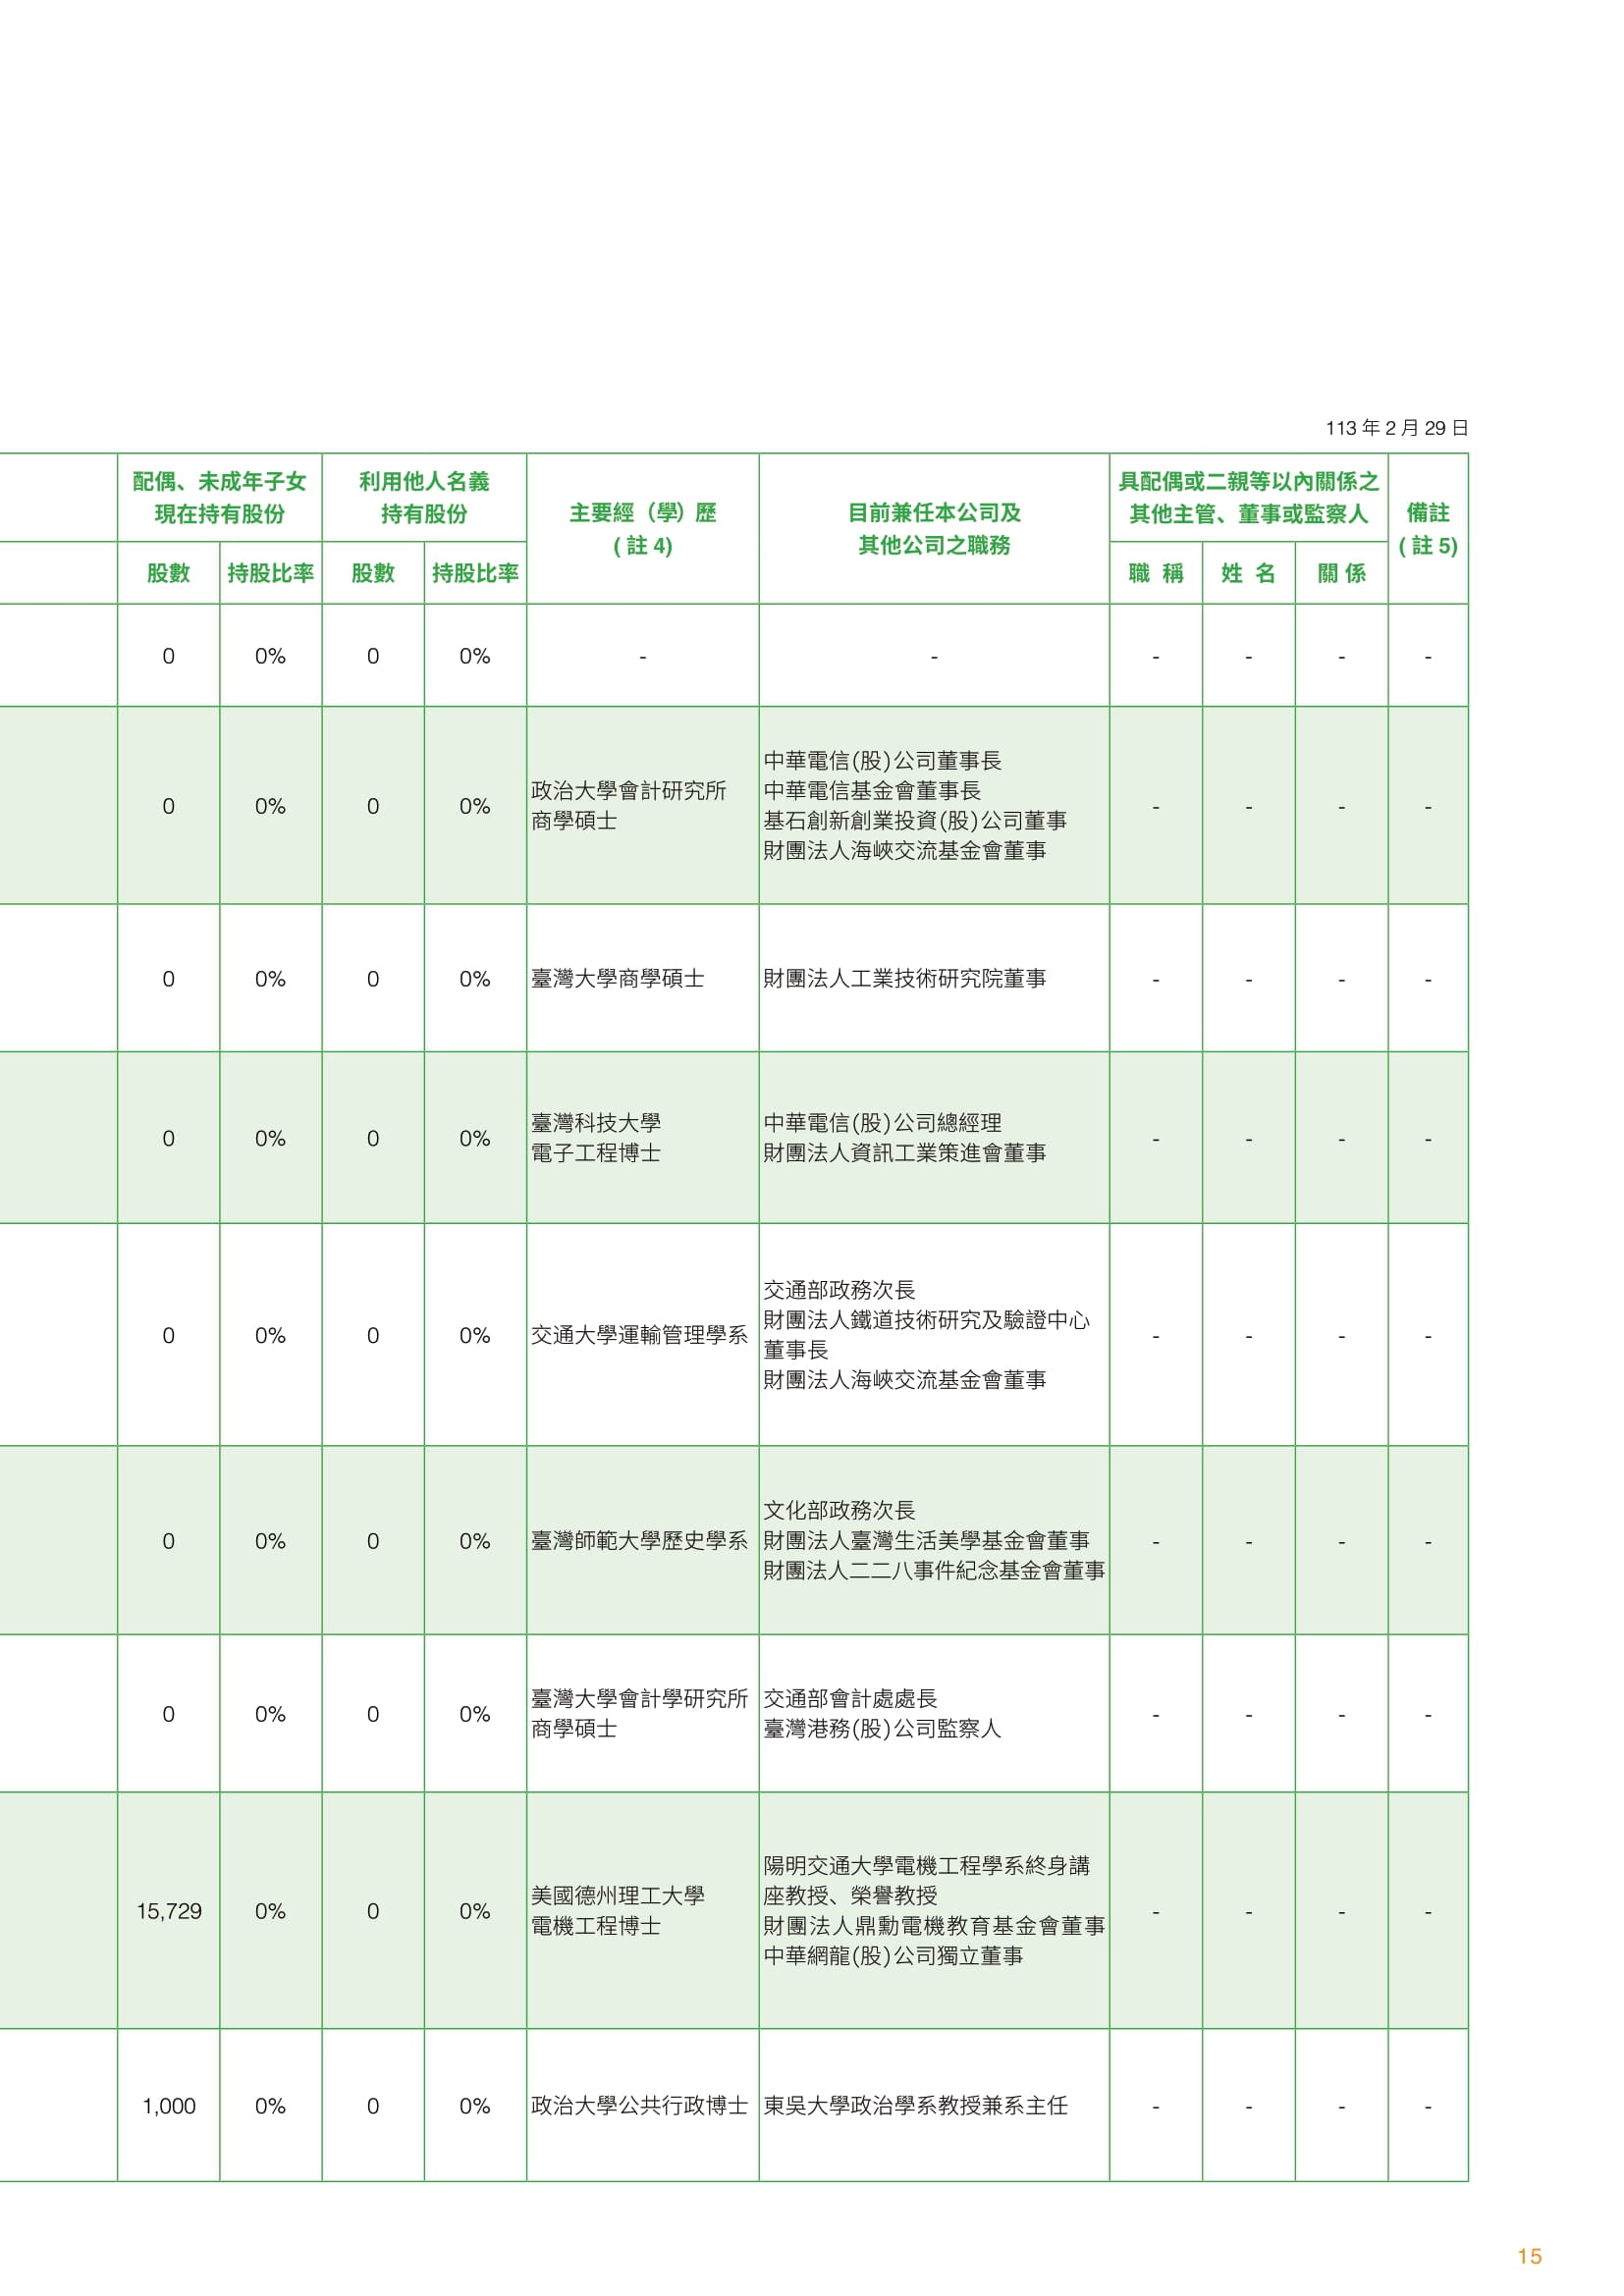 113 年 2 月 29 日
配偶、未成年子女
現在持有股份
利用他人名義
持有股份
主要經（學）歷
( 註 4)
目前兼任本公司及
其他公司之職務
具配偶或二親等以內關係之
其他主管、董事或監察人
備註
( 註 5)
股數 持股比率 股數 持股比率 職 稱 姓 名 關 係
0 0% 0 0% - - - - - -
0 0% 0 0%
政治大學會計研究所
商學碩士
中華電信(股)公司董事長
中華電信基金會董事長
基石創新創業投資(股)公司董事
財團法人海峽交流基金會董事
- - - -
0 0% 0 0% 臺灣大學商學碩士 財團法人工業技術研究院董事 - - - -
0 0% 0 0%
臺灣科技大學
電子工程博士
中華電信(股)公司總經理
財團法人資訊工業策進會董事
- - - -
0 0% 0 0% 交通大學運輸管理學系
交通部政務次長
財團法人鐵道技術研究及驗證中心
董事長
財團法人海峽交流基金會董事
- - - -
0 0% 0 0% 臺灣師範大學歷史學系
文化部政務次長
財團法人臺灣生活美學基金會董事
財團法人二二八事件紀念基金會董事
- - - -
0 0% 0 0%
臺灣大學會計學研究所
商學碩士
交通部會計處處長
臺灣港務(股)公司監察人
- - - -
15,729 0% 0 0%
美國德州理工大學
電機工程博士
陽明交通大學電機工程學系終身講
座教授、榮譽教授
財團法人鼎勳電機教育基金會董事
中華網龍(股)公司獨立董事
- - - -
1,000 0% 0 0% 政治大學公共行政博士 東吳大學政治學系教授兼系主任 - - - -
15